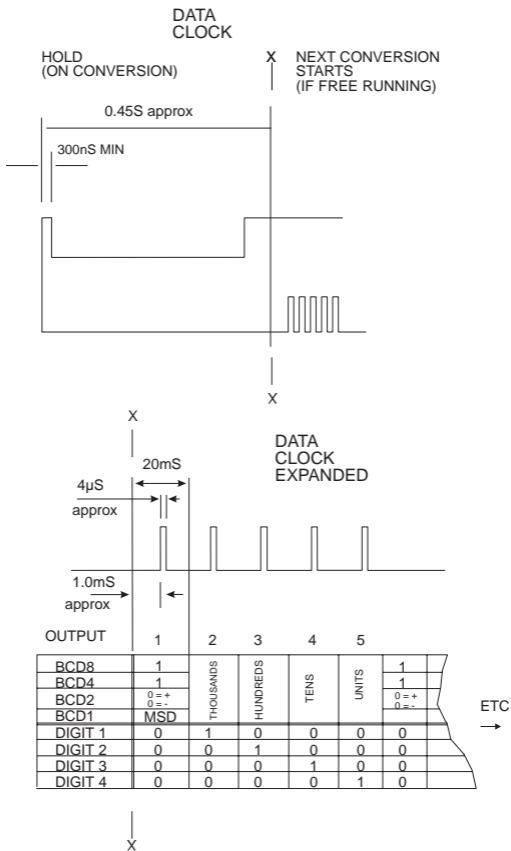 DATA
CLOCK
HOLD
(ON CONVERSION)
X
NEXT CONVERSION
STARTS
(IF FREE RUNNING)
0.45S approx
300nS MIN
X
X
DATA
CLOCK
EXPANDED
20mS
4µS
approx
1.0mS
approx
OUTPUT 1 2 3 4 5
BCD8 1 THOUSANDS HUNDREDS TENS UNITS 1
BCD4 1 1
BCD2 0 = + 0 = +
0 = - 0 = -
BCD1 MSD
DIGIT 1 0 1 0 0 0 0
DIGIT 2 0 0 1 0 0 0
DIGIT 3 0 0 0 1 0 0
DIGIT 4 0 0 0 0 1 0
ETC
X